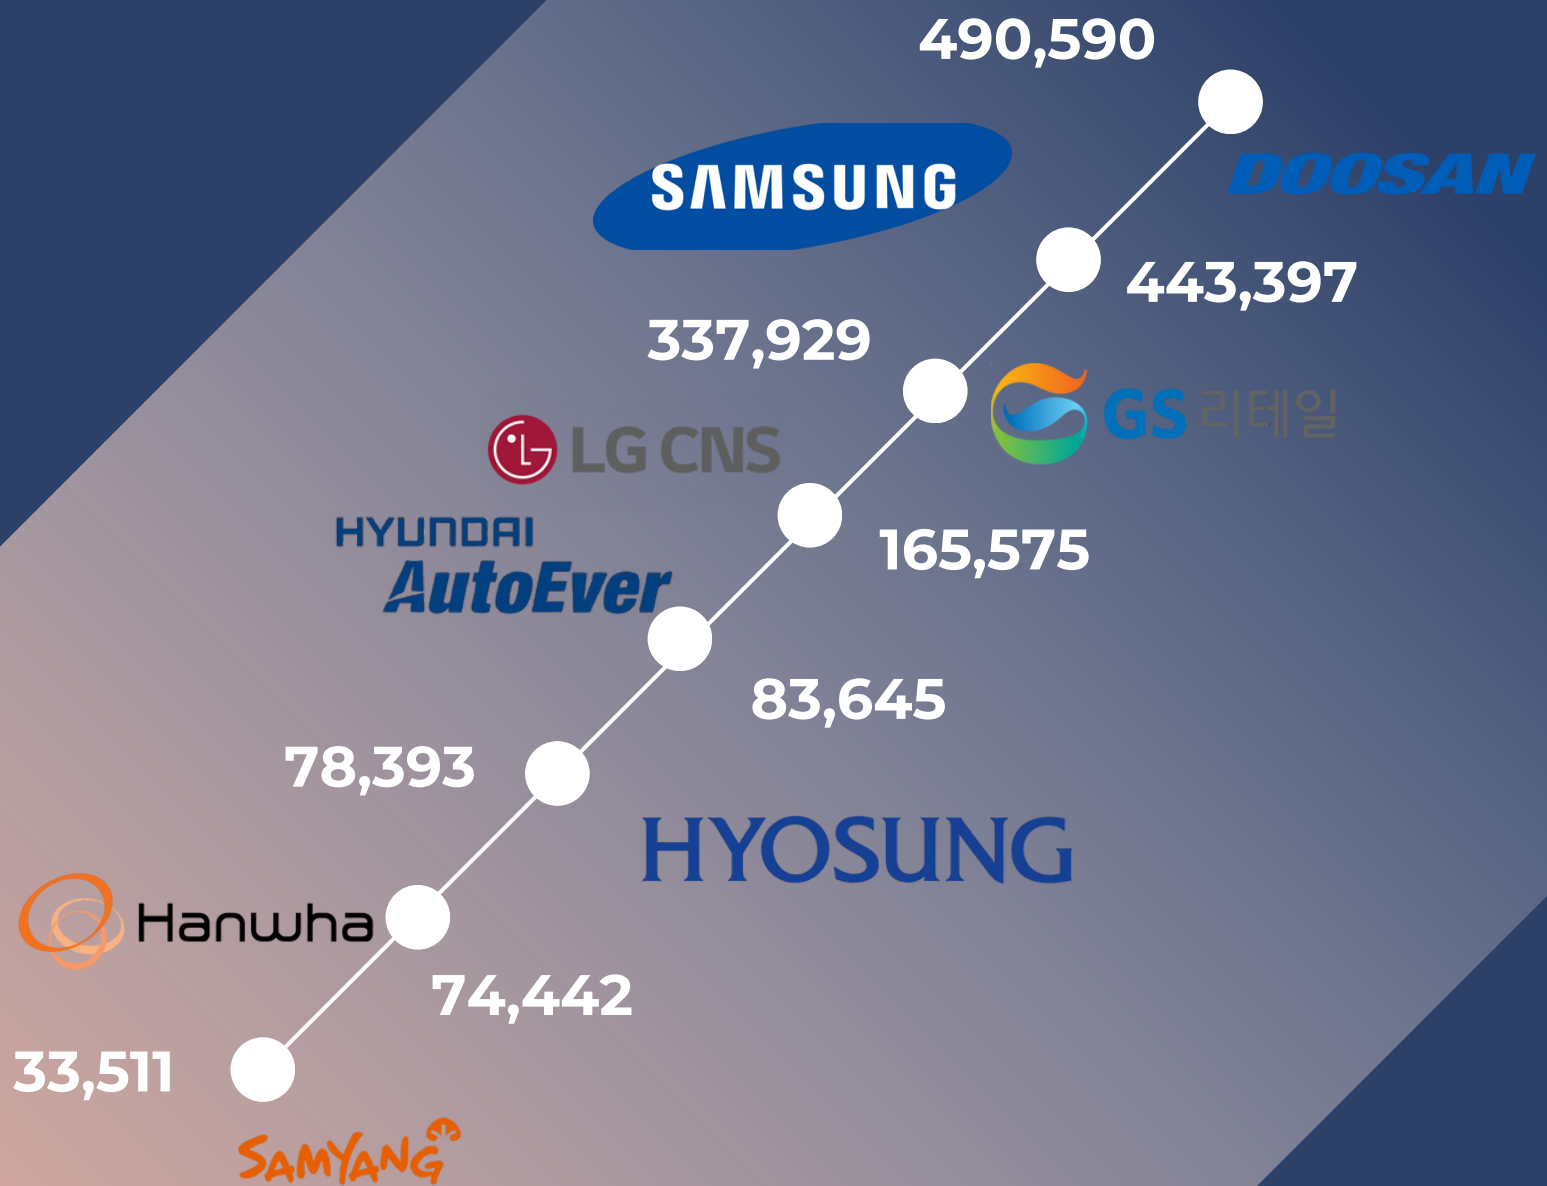 490,590
SAMSUNG
DOOSAN
443,397
337,929
GS 리테일
LG CNS
HYUNDAI
AutoEver
165,575
83,645
78,393
HYOSUNG
Hanwha
74,442
33,511
SAMYANG